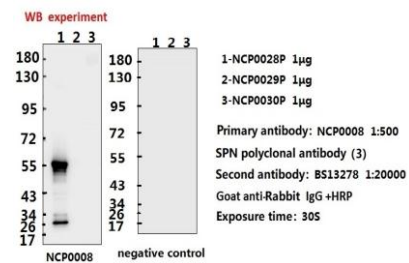 WB experiment
1 2 3
180
130
95
72
55
43
34
26
17
NCP0008
1 2 3
180
130
95
72
55
43
34
26
17
negative control
1-NCP0028P 1μg
2-NCP0029P 1μg
3-NCP0030P 1μg
Primary antibody: NCP0008 1:500
SPN polyclonal antibody (3)
Second antibody: BS13278 1:20000
Goat anti-Rabbit IgG +HRP
Exposure time: 30S